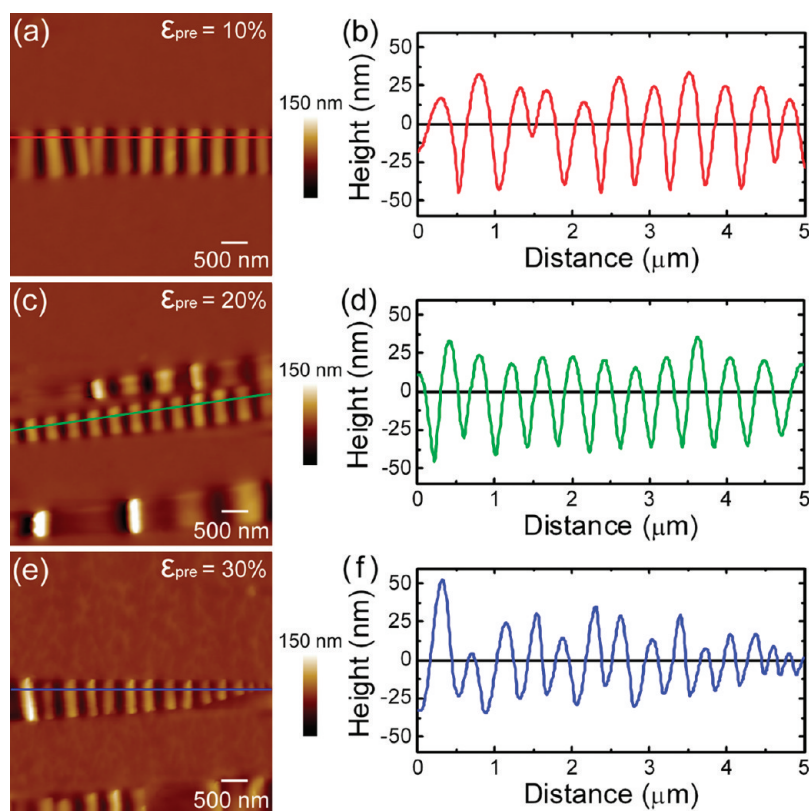 (a) εpre = 10%
150 nm
500 nm
(b)
50
25
0
-25
-50
Height (nm)
0 1 2 3 4 5
Distance (μm)
(c) εpre = 20%
150 nm
500 nm
(d)
50
25
0
-25
-50
Height (nm)
0 1 2 3 4 5
Distance (μm)
(e) εpre = 30%
150 nm
500 nm
(f)
50
25
0
-25
-50
Height (nm)
0 1 2 3 4 5
Distance (μm)